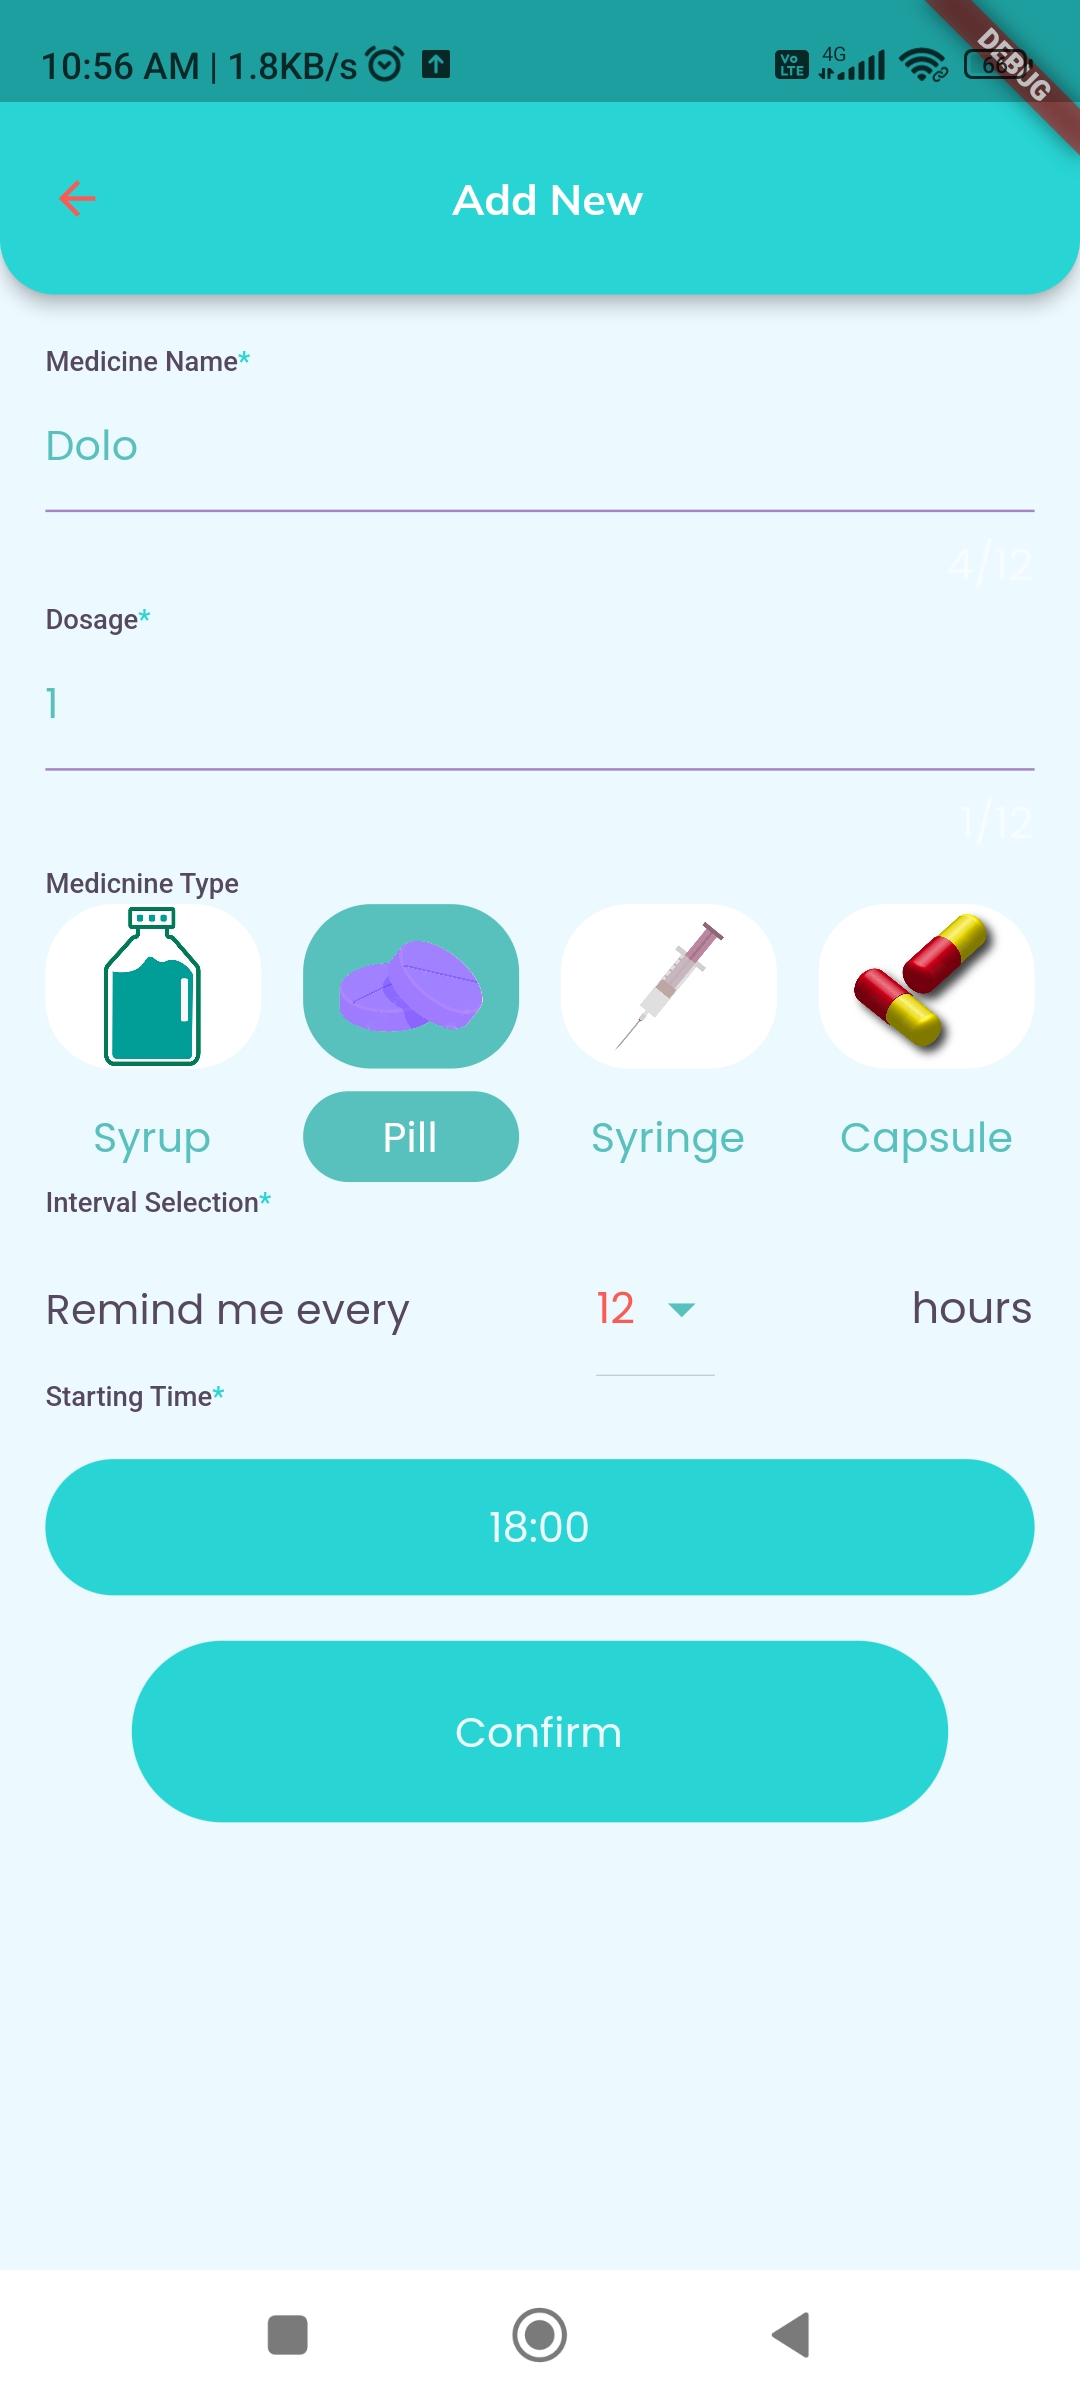 10:56 AM | 1.8KB/s
Vo LTE 4G 66
DEBUG
Add New
Medicine Name*
Dolo
4/12
Dosage*
1
1/12
Medicnine Type
Syrup Pill Syringe Capsule
Interval Selection*
Remind me every 12 hours
Starting Time*
18:00
Confirm